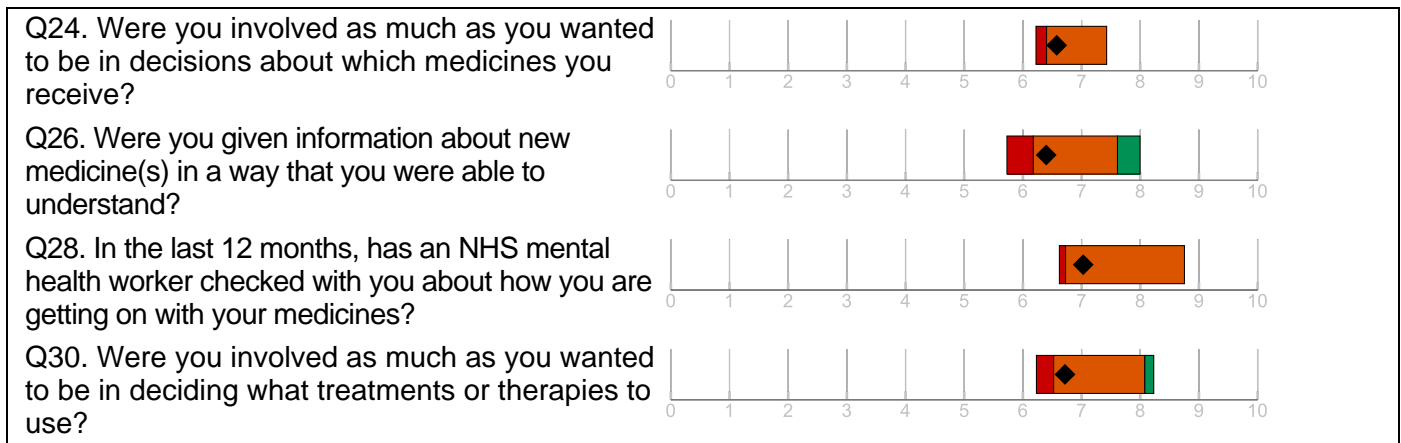 Q24. Were you involved as much as you wanted
to be in decisions about which medicines you
receive?
0 1 2 3 4 5 6 7 8 9 10
Q26. Were you given information about new
medicine(s) in a way that you were able to
understand?
0 1 2 3 4 5 6 7 8 9 10
Q28. In the last 12 months, has an NHS mental
health worker checked with you about how you are
getting on with your medicines?
0 1 2 3 4 5 6 7 8 9 10
Q30. Were you involved as much as you wanted
to be in deciding what treatments or therapies to
use?
0 1 2 3 4 5 6 7 8 9 10